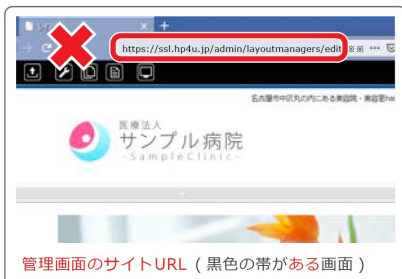 https://ssl.hp4u.jp/admin/layoutmanagers/edit※※ ...
名古屋市中区丸の内にある美容院・美容室ha
医療法人
サンプル病院
-SampleClinic-
管理画面のサイトURL（黒色の帯がある画面）